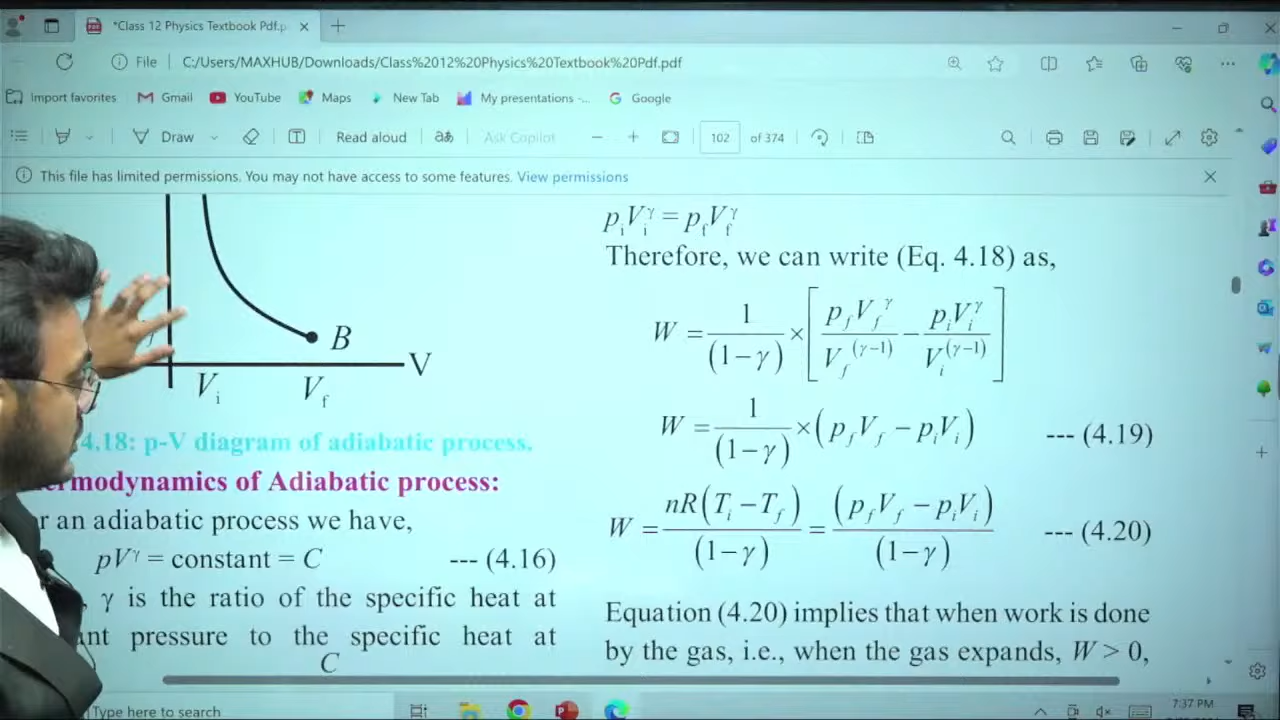 *Class 12 Physics Textbook Pdf.p
File
C:/Users/MAXHUB/Downloads/Class%2012%20Physics%20Textbook%20Pdf.pdf
Import favorites
Gmail
YouTube
Maps
New Tab
My presentations -...
Google
Draw
Read aloud
Ask Copilot
102
of 374
This file has limited permissions. You may not have access to some features. View permissions
B
V
Vᵢ V_f
4.18: p-V diagram of adiabatic process.
rmodynamics of Adiabatic process:
r an adiabatic process we have,
pV^γ = constant = C --- (4.16)
γ is the ratio of the specific heat at
nt pressure to the specific heat at
C
pᵢVᵢ^γ = p_fV_f^γ
Therefore, we can write (Eq. 4.18) as,
W = 1/(1−γ) × [p_fV_f^γ/V_f^(γ−1) − pᵢVᵢ^γ/Vᵢ^(γ−1)]
W = 1/(1−γ) × (p_fV_f − pᵢVᵢ) --- (4.19)
W = nR(Tᵢ−T_f)/(1−γ) = (p_fV_f − pᵢVᵢ)/(1−γ) --- (4.20)
Equation (4.20) implies that when work is done
by the gas, i.e., when the gas expands, W > 0,
Type here to search
7:37 PM